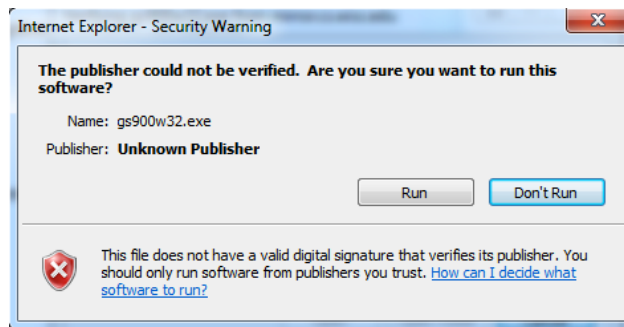 Internet Explorer - Security Warning
The publisher could not be verified.  Are you sure you want to run this
software?
Name: gs900w32.exe
Publisher: Unknown Publisher
Run
Don't Run
This file does not have a valid digital signature that verifies its publisher. You
should only run software from publishers you trust. How can I decide what
software to run?